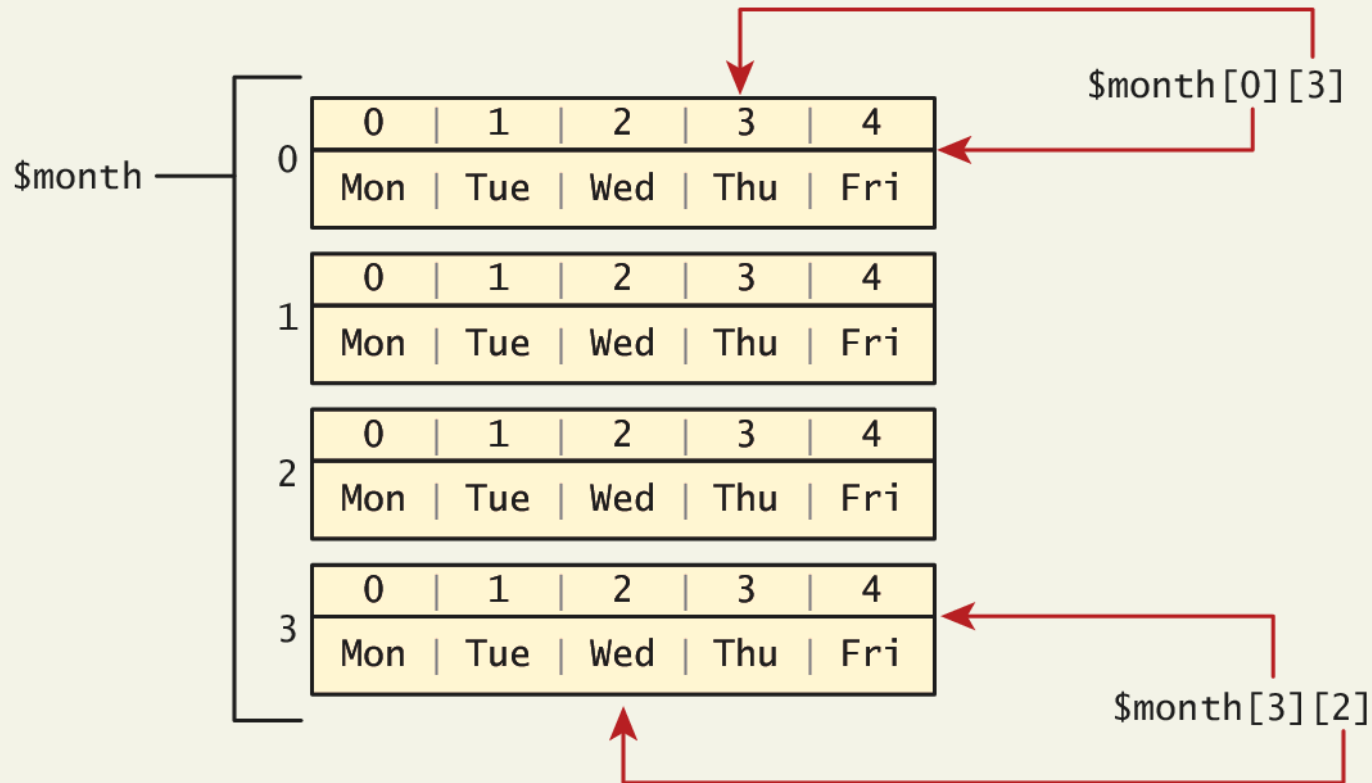 $month[0][3]
0 | 1 | 2 | 3 | 4
0
$month
Mon | Tue | Wed | Thu | Fri
0 | 1 | 2 | 3 | 4
1
Mon | Tue | Wed | Thu | Fri
0 | 1 | 2 | 3 | 4
2
Mon | Tue | Wed | Thu | Fri
0 | 1 | 2 | 3 | 4
3
Mon | Tue | Wed | Thu | Fri
$month[3][2]